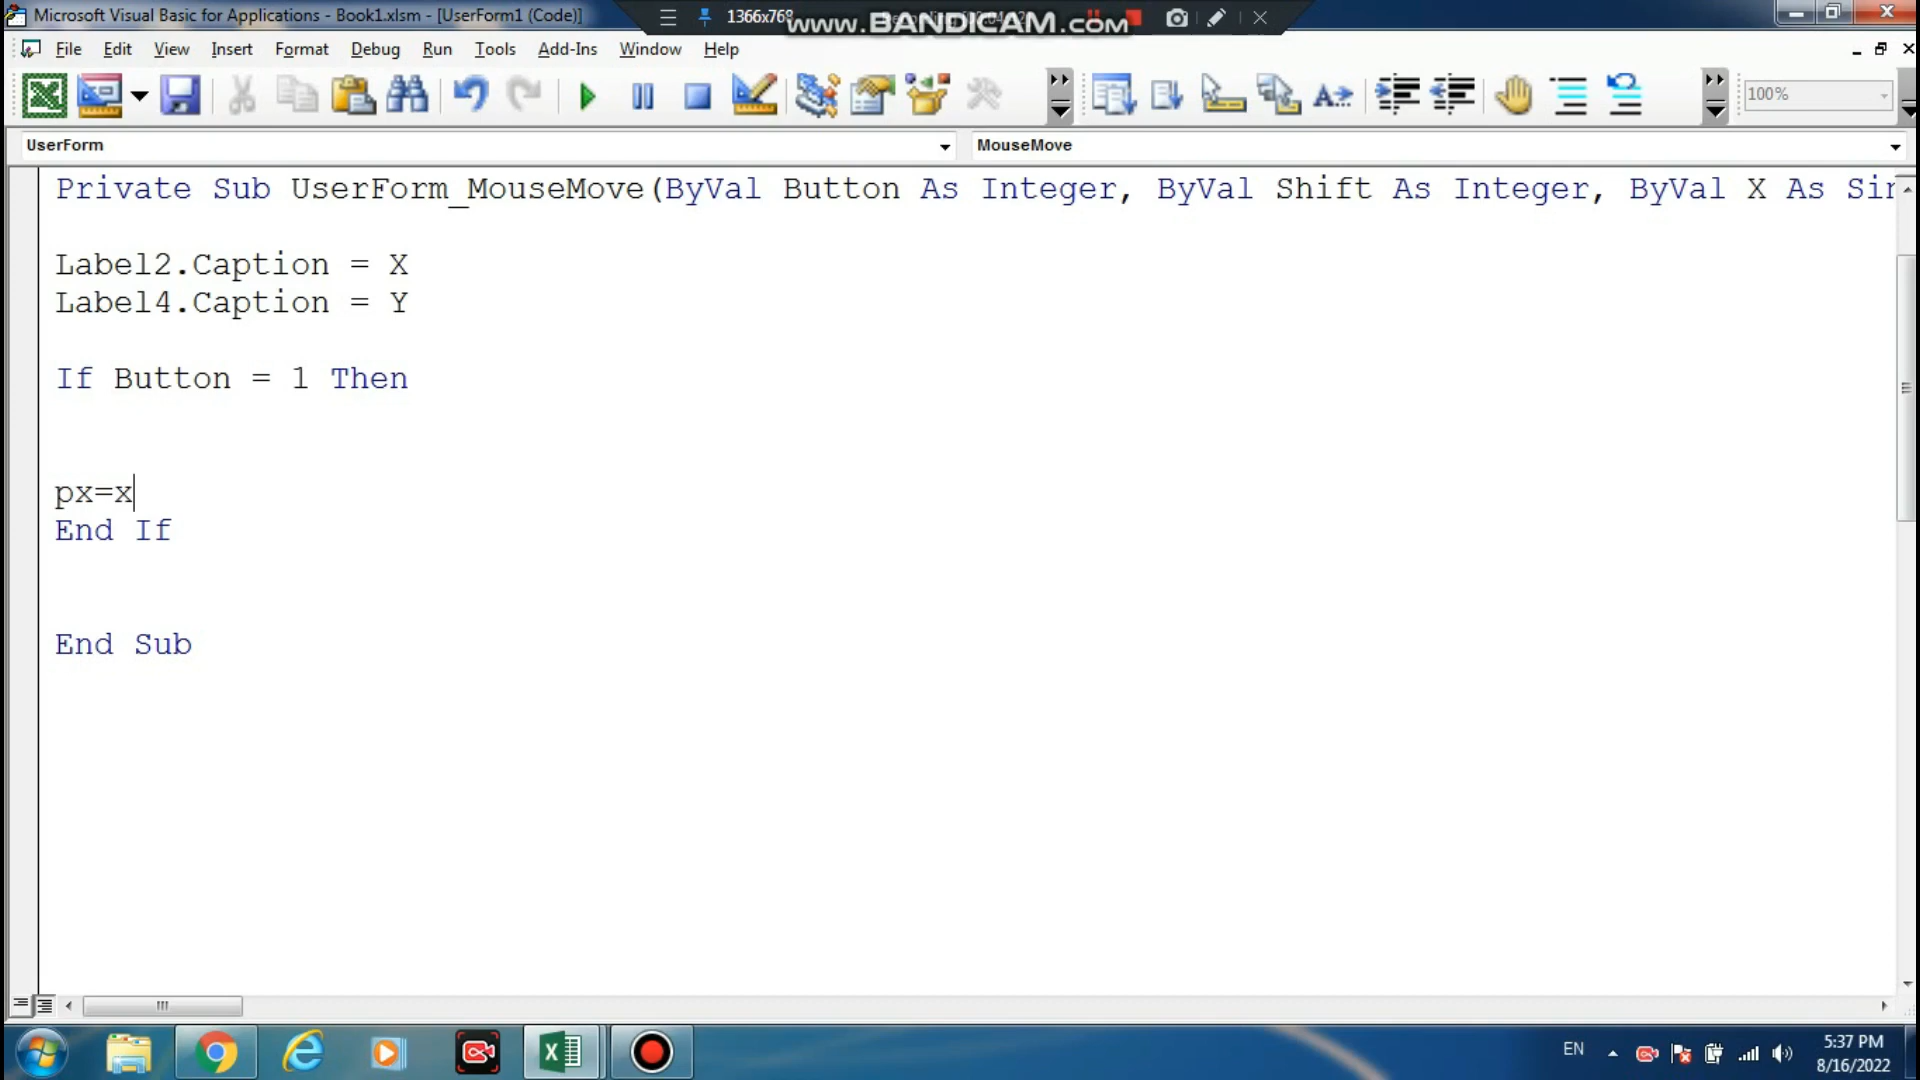 Microsoft Visual Basic for Applications - Book1.xlsm - [UserForm1 (Code)]
1366x768
www.BANDICAM.com
File Edit View Insert Format Debug Run Tools Add-Ins Window Help
100%
UserForm
MouseMove
Private Sub UserForm_MouseMove(ByVal Button As Integer, ByVal Shift As Integer, ByVal X As Sin
Label2.Caption = X
Label4.Caption = Y
If Button = 1 Then
px=x
End If
End Sub
EN
5:37 PM
8/16/2022